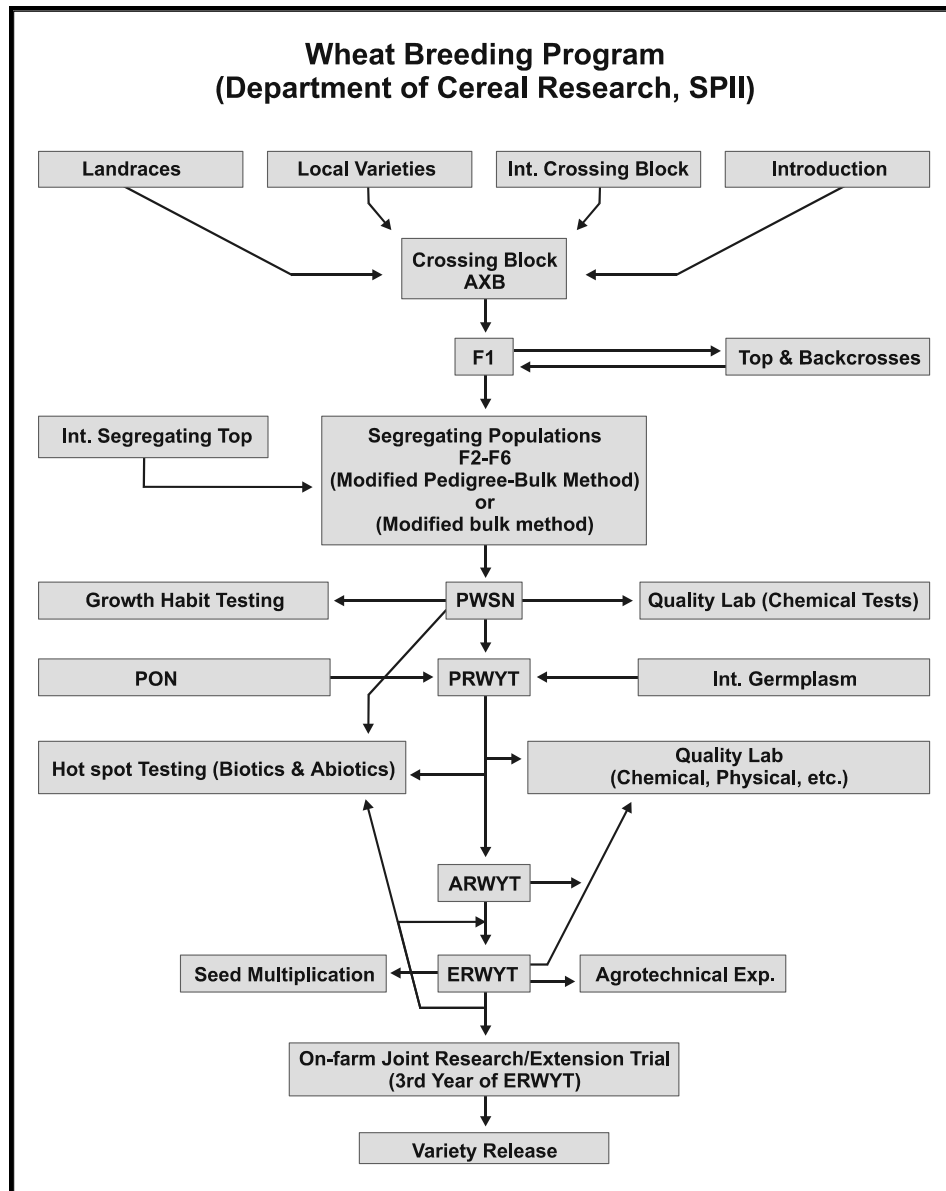 Wheat Breeding Program
(Department of Cereal Research, SPII)
Landraces
Local Varieties
Int. Crossing Block
Introduction
Crossing Block
AXB
F1
Top & Backcrosses
Int. Segregating Top
Segregating Populations
F2-F6
(Modified Pedigree-Bulk Method)
or
(Modified bulk method)
Growth Habit Testing
PWSN
Quality Lab (Chemical Tests)
PON
PRWYT
Int. Germplasm
Hot spot Testing (Biotics & Abiotics)
Quality Lab
(Chemical, Physical, etc.)
ARWYT
Seed Multiplication
ERWYT
Agrotechnical Exp.
On-farm Joint Research/Extension Trial
(3rd Year of ERWYT)
Variety Release